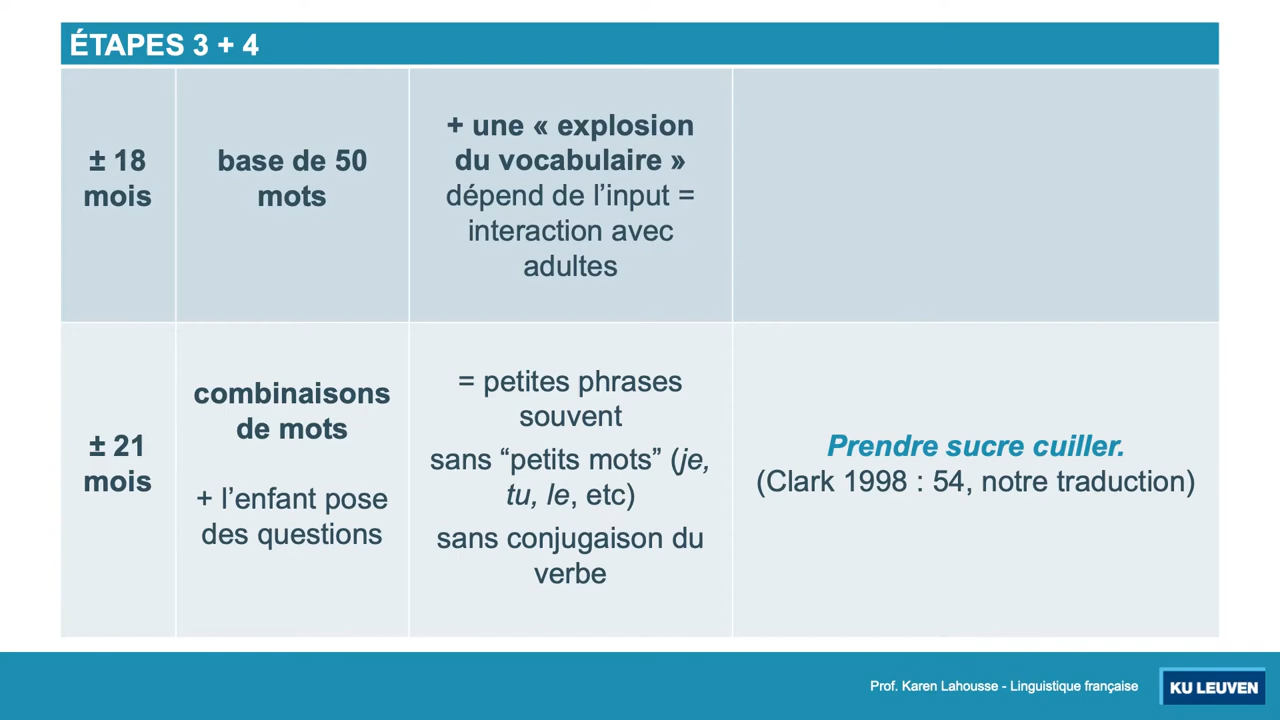 ÉTAPES 3 + 4
± 18
mois
base de 50
mots
+ une « explosion
du vocabulaire »
dépend de l’input =
interaction avec
adultes
± 21
mois
combinaisons
de mots
+ l’enfant pose
des questions
= petites phrases
souvent
sans “petits mots” (je,
tu, le, etc)
sans conjugaison du
verbe
Prendre sucre cuiller.
(Clark 1998 : 54, notre traduction)
Prof. Karen Lahousse - Linguistique française
KU LEUVEN